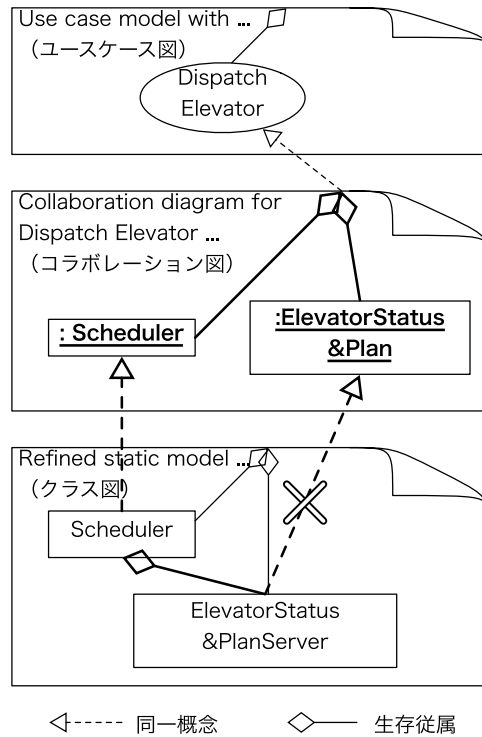 Use case model with ...
（ユースケース図）
Dispatch
Elevator
Collaboration diagram for
Dispatch Elevator ...
（コラボレーション図）
: Scheduler
:ElevatorStatus
&Plan
Refined static model ...
（クラス図）
Scheduler
ElevatorStatus
&PlanServer
同一概念
生存従属